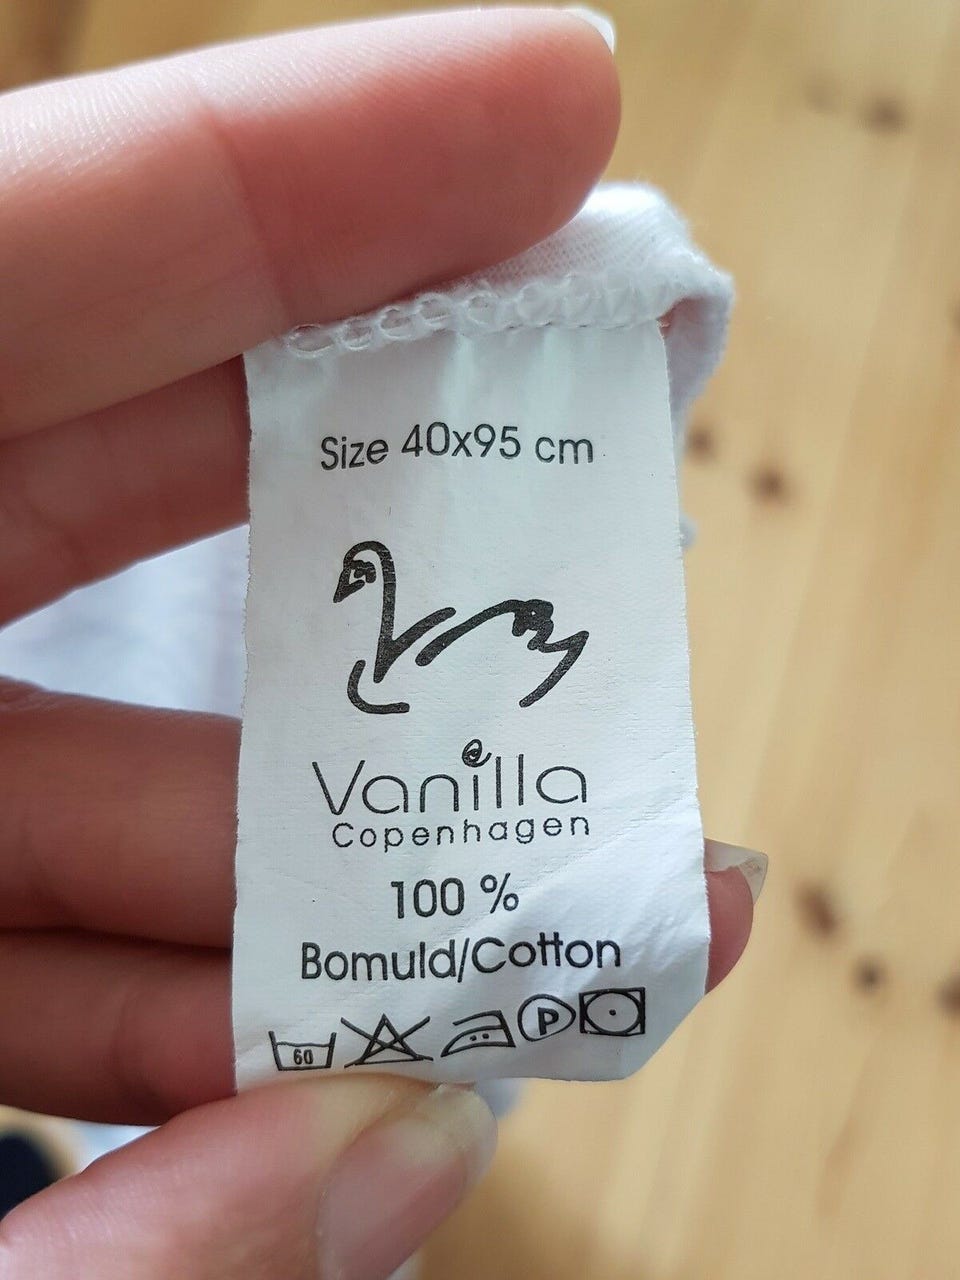 Size 40x95 cm
Vanilla
Copenhagen
100 %
Bomuld/Cotton
60 P